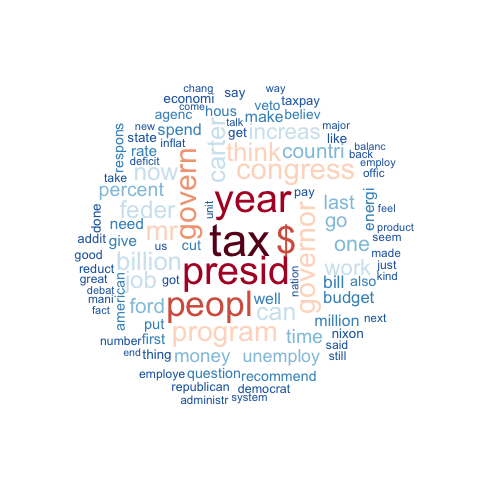 chang
way
economi
say
come
veto
taxpay
agenc
hous
make
believ
new
talk
respons
state
spend
get
increas
major
like
inflat
carter
countri
balanc
rate
think
back
deficit
now
govern
congress
employ
take
offic
percent
feder
year
pay
last
energi
feel
done
need
mr
unit
governor
go
product
addit
give
us
cut
tax
$
one
seem
good
billion
presid
work
made
reduct
job
got
just
great
american
nation
bill
also
kind
debat
mani
ford
peopl
well
can
budget
fact
put
program
million
next
number
first
time
nixon
end
thing
money
unemploy
said
still
employe
question
recommend
republican
democrat
administr
system